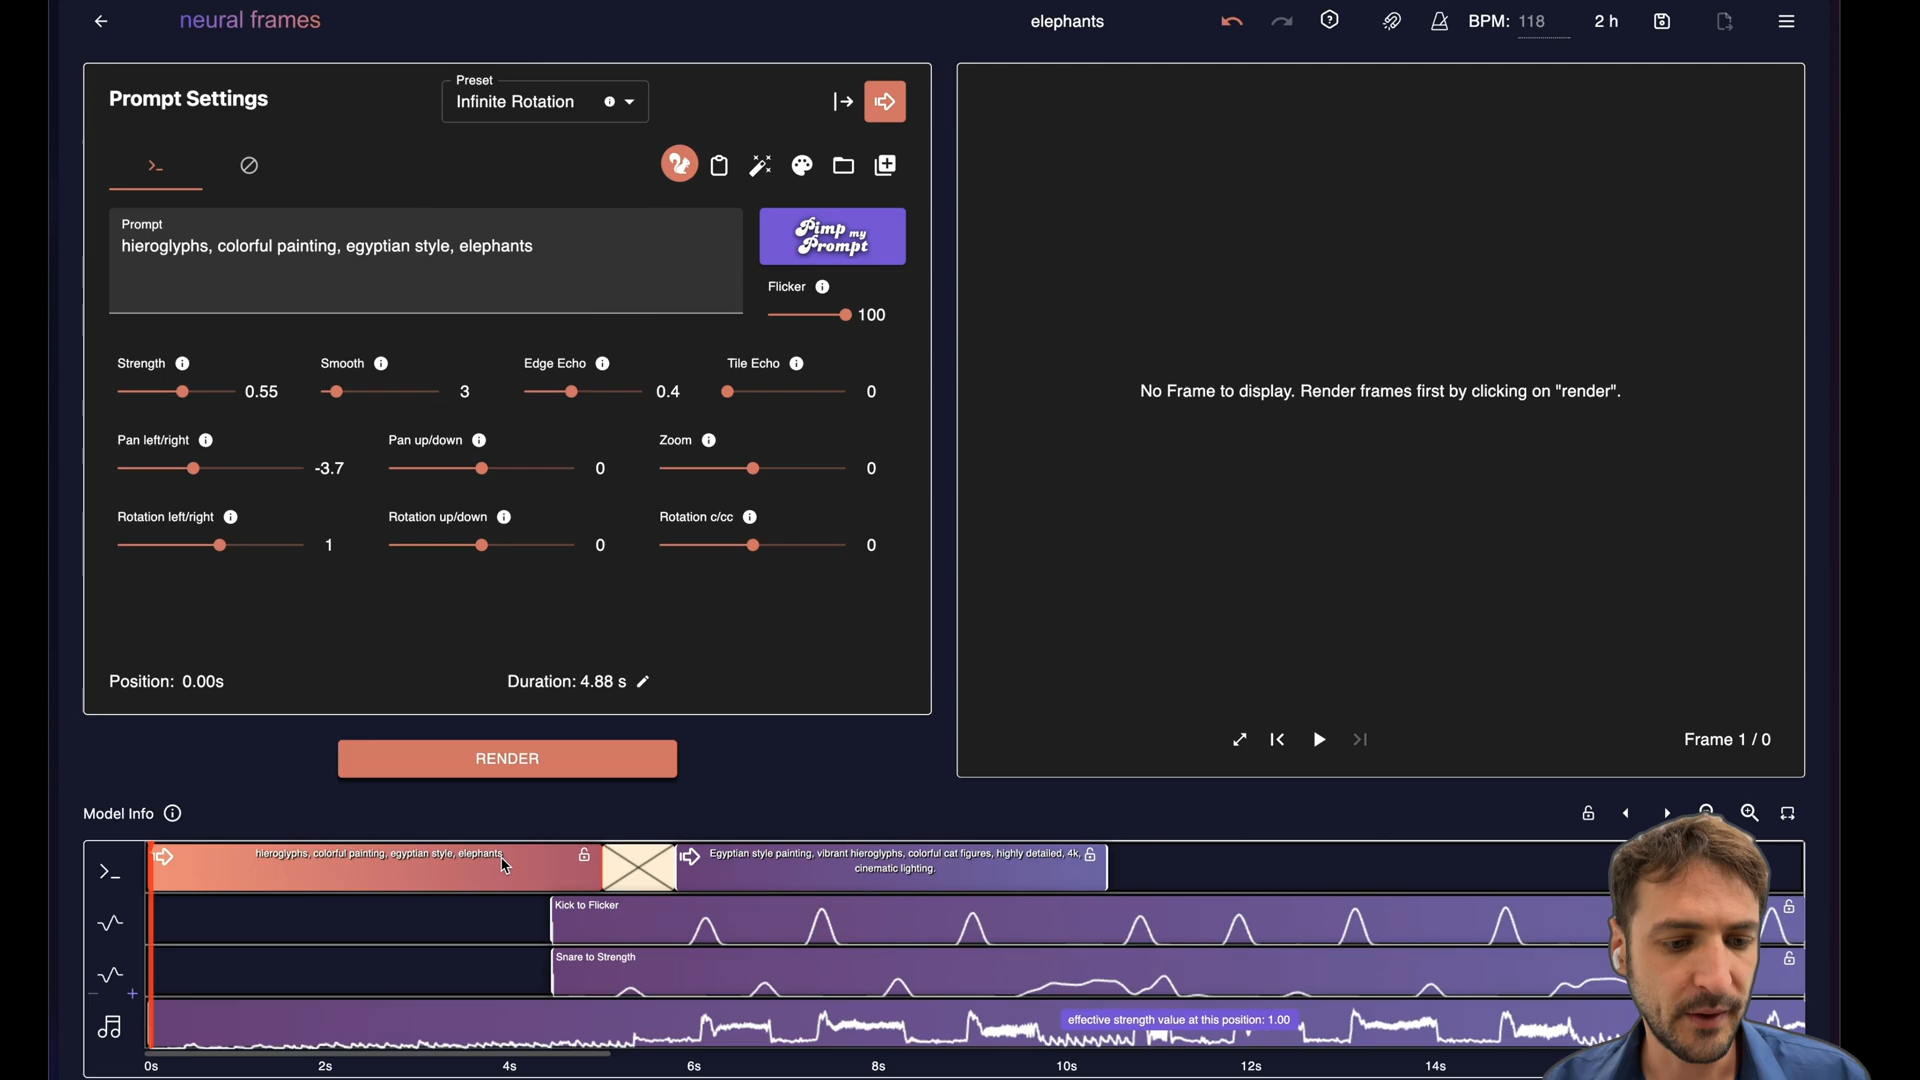 neural frames
elephants
BPM: 118
2 h
Prompt Settings
Preset
Infinite Rotation
Prompt
hieroglyphs, colorful painting, egyptian style, elephants
Pimp my
Prompt
Flicker
100
Strength
0.55
Smooth
3
Edge Echo
0.4
Tile Echo
0
Pan left/right
-3.7
Pan up/down
0
Zoom
0
Rotation left/right
1
Rotation up/down
0
Rotation c/cc
0
Position: 0.00s
Duration: 4.88 s
RENDER
No Frame to display. Render frames first by clicking on "render".
Frame 1 / 0
Model Info
hieroglyphs, colorful painting, egyptian style, elephants
Egyptian style painting, vibrant hieroglyphs, colorful cat figures, highly detailed, 4k,
cinematic lighting.
Kick to Flicker
Snare to Strength
effective strength value at this position: 1.00
0s
2s
4s
6s
8s
10s
12s
14s